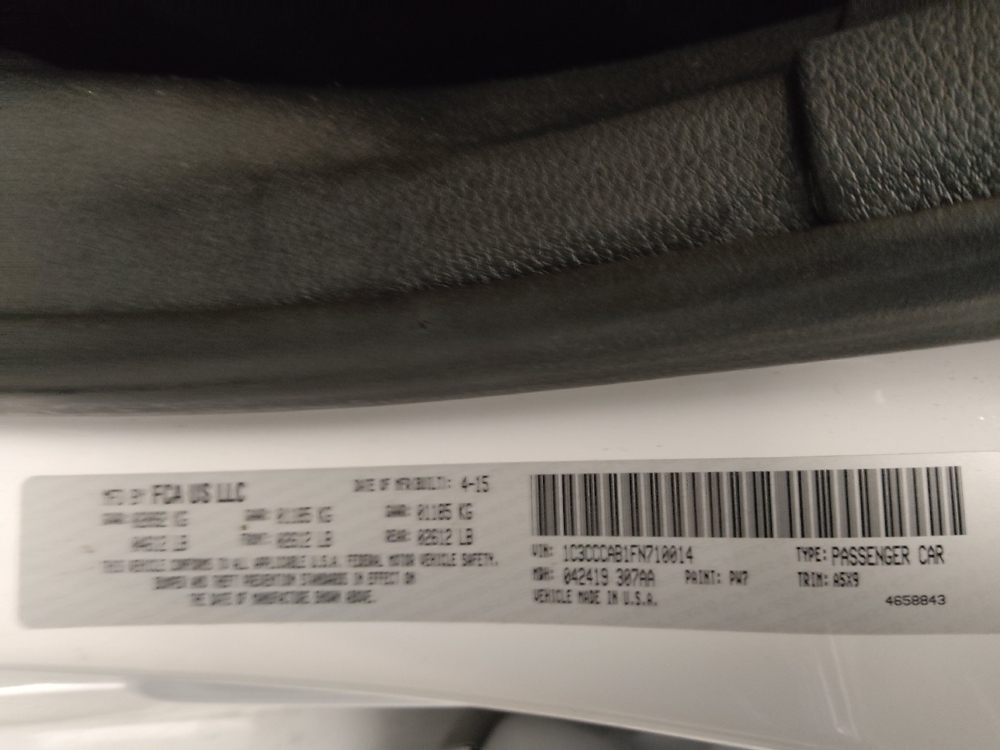 MFD BY FCA US LLC DATE OF MFR(BUILT): 4-15
KG GAWR: 01185 KG GAWR: 01185 KG
LB FRONT: 02612 LB REAR: 02612 LB
THIS VEHICLE CONFORMS TO ALL APPLICABLE U.S.A. FEDERAL MOTOR VEHICLE SAFETY,
BUMPER AND THEFT PREVENTION STANDARDS IN EFFECT ON
THE DATE OF MANUFACTURE SHOWN ABOVE.
VIN: 1C3CCCAB1FN710014 TYPE: PASSENGER CAR
MDH: 042419 307AA PAINT: PW7 TRIM: A5X9
VEHICLE MADE IN U.S.A. 4658843